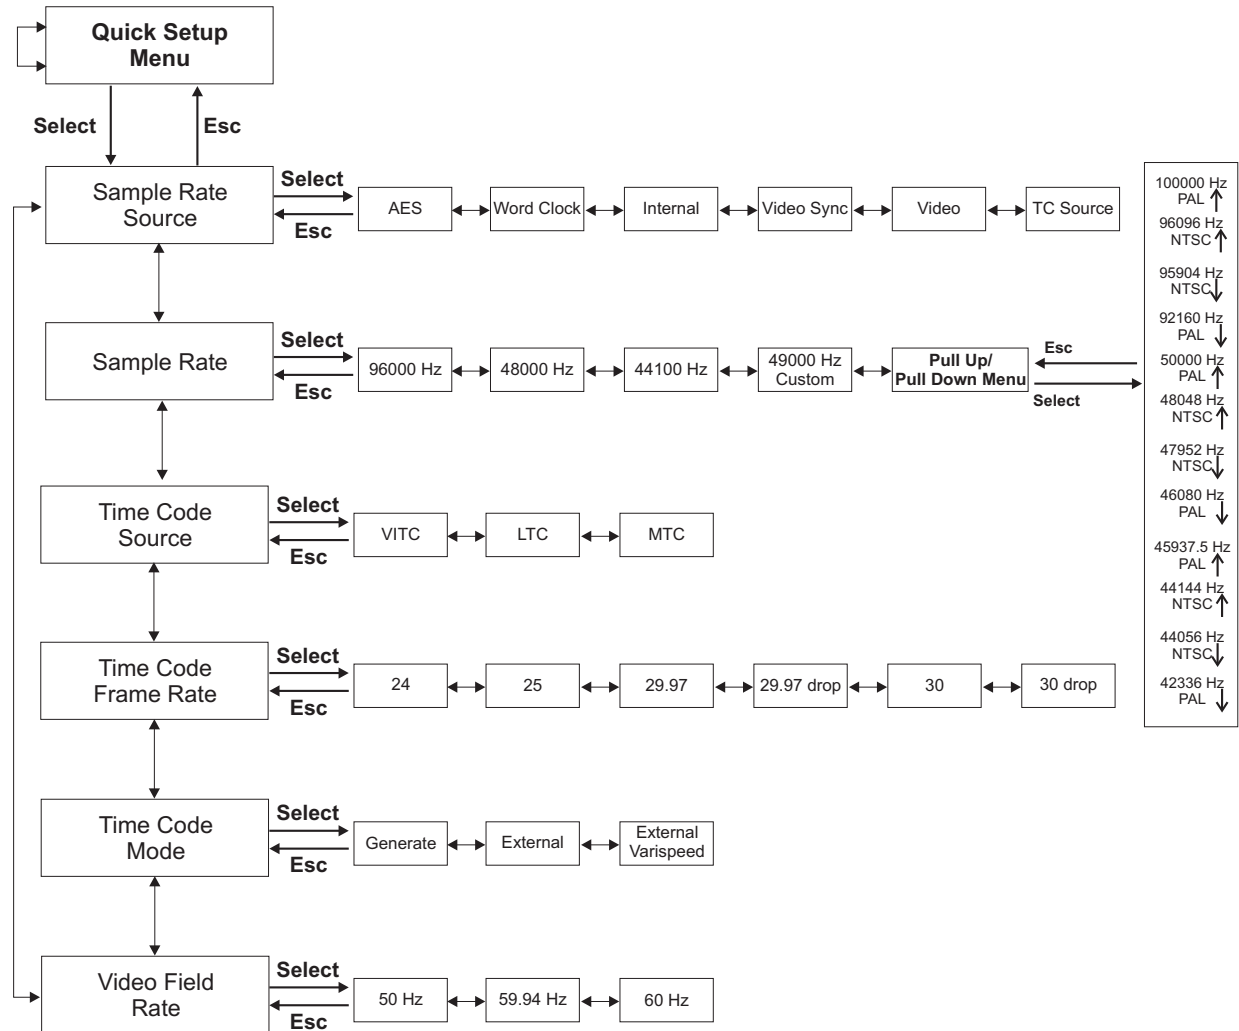 Quick Setup
Menu
Select
Esc
Sample Rate
Source
Select
Esc
AES
Word Clock
Internal
Video Sync
Video
TC Source
Sample Rate
Select
Esc
96000 Hz
48000 Hz
44100 Hz
49000 Hz
Custom
Pull Up/
Pull Down Menu
Esc
Select
100000 Hz
PAL
96096 Hz
NTSC
95904 Hz
NTSC
92160 Hz
PAL
50000 Hz
PAL
48048 Hz
NTSC
47952 Hz
NTSC
46080 Hz
PAL
45937.5 Hz
PAL
44144 Hz
NTSC
44056 Hz
NTSC
42336 Hz
PAL
Time Code
Source
Select
Esc
VITC
LTC
MTC
Time Code
Frame Rate
Select
Esc
24
25
29.97
29.97 drop
30
30 drop
Time Code
Mode
Select
Esc
Generate
External
External
Varispeed
Video Field
Rate
Select
Esc
50 Hz
59.94 Hz
60 Hz